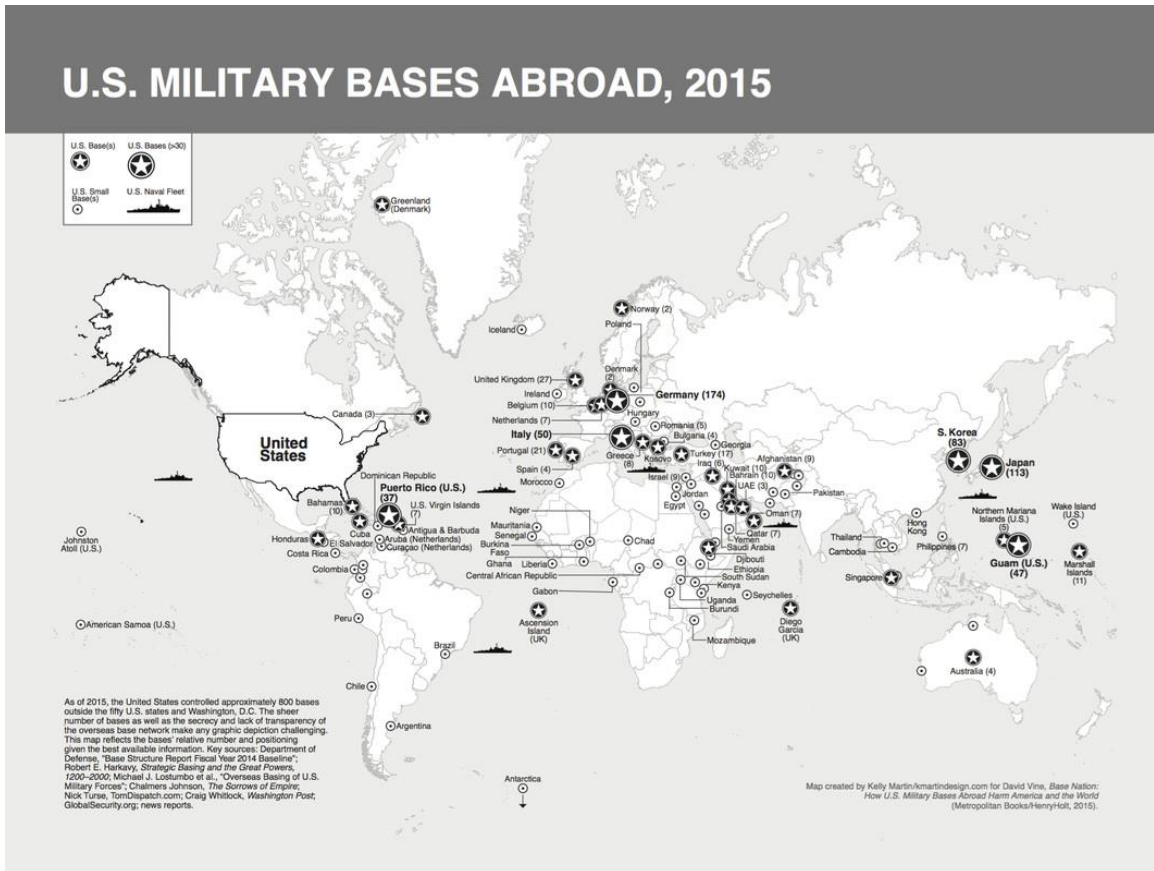 U.S. MILITARY BASES ABROAD, 2015
U.S. Base(s)
U.S. Bases (>30)
U.S. Small
Base(s)
U.S. Naval Fleet
Greenland
(Denmark)
Norway (2)
Poland
Iceland
Denmark
(2)
United Kingdom (27)
Ireland
Germany (174)
Belgium (10)
Canada (3)
Netherlands (7)
Hungary
Romania (5)
Italy (50)
Bulgaria (4)
Georgia
S. Korea
(83)
United
States
Portugal (21)
Greece
(8)
Kosovo
Turkey (17)
Afghanistan (9)
Japan
(113)
Iraq (6)
Kuwait (10)
Spain (4)
Bahrain (10)
Israel (9)
Morocco
UAE (3)
Dominican Republic
Puerto Rico (U.S.)
(37)
Jordan
Pakistan
Bahamas
(10)
U.S. Virgin Islands
(7)
Egypt
Oman (7)
Niger
Qatar (7)
Northern Mariana
Islands (U.S.)
(5)
Wake Island
(U.S.)
Hong
Kong
Mauritania
Cuba
Antigua & Barbuda
Senegal
Yemen
Honduras
El Salvador
Aruba (Netherlands)
Chad
Thailand
Johnston
Atoll (U.S.)
Burkina
Faso
Saudi Arabia
Philippines (7)
Curaçao (Netherlands)
Costa Rica
Cambodia
Djibouti
Guam (U.S.)
(47)
Marshall
Islands
(11)
Ghana
Liberia
Colombia
Ethiopia
Central African Republic
South Sudan
Singapore
Kenya
Gabon
Seychelles
Uganda
Burundi
Peru
Ascension
Island
(UK)
Diego
Garcia
(UK)
American Samoa (U.S.)
Mozambique
Brazil
Australia (4)
Chile
Argentina
As of 2015, the United States controlled approximately 800 bases
outside the fifty U.S. states and Washington, D.C. The sheer
number of bases as well as the secrecy and lack of transparency of
the overseas base network make any graphic depiction challenging.
This map reflects the bases' relative number and positioning
given the best available information. Key sources: Department of
Defense, "Base Structure Report Fiscal Year 2014 Baseline";
Robert E. Harkavy, Strategic Basing and the Great Powers,
1200–2000; Michael J. Lostumbo et al., "Overseas Basing of U.S.
Military Forces"; Chalmers Johnson, The Sorrows of Empire;
Nick Turse, TomDispatch.com; Craig Whitlock, Washington Post;
GlobalSecurity.org; news reports.
Antarctica
Map created by Kelly Martin/kmartindesign.com for David Vine, Base Nation:
How U.S. Military Bases Abroad Harm America and the World
(Metropolitan Books/HenryHolt, 2015).